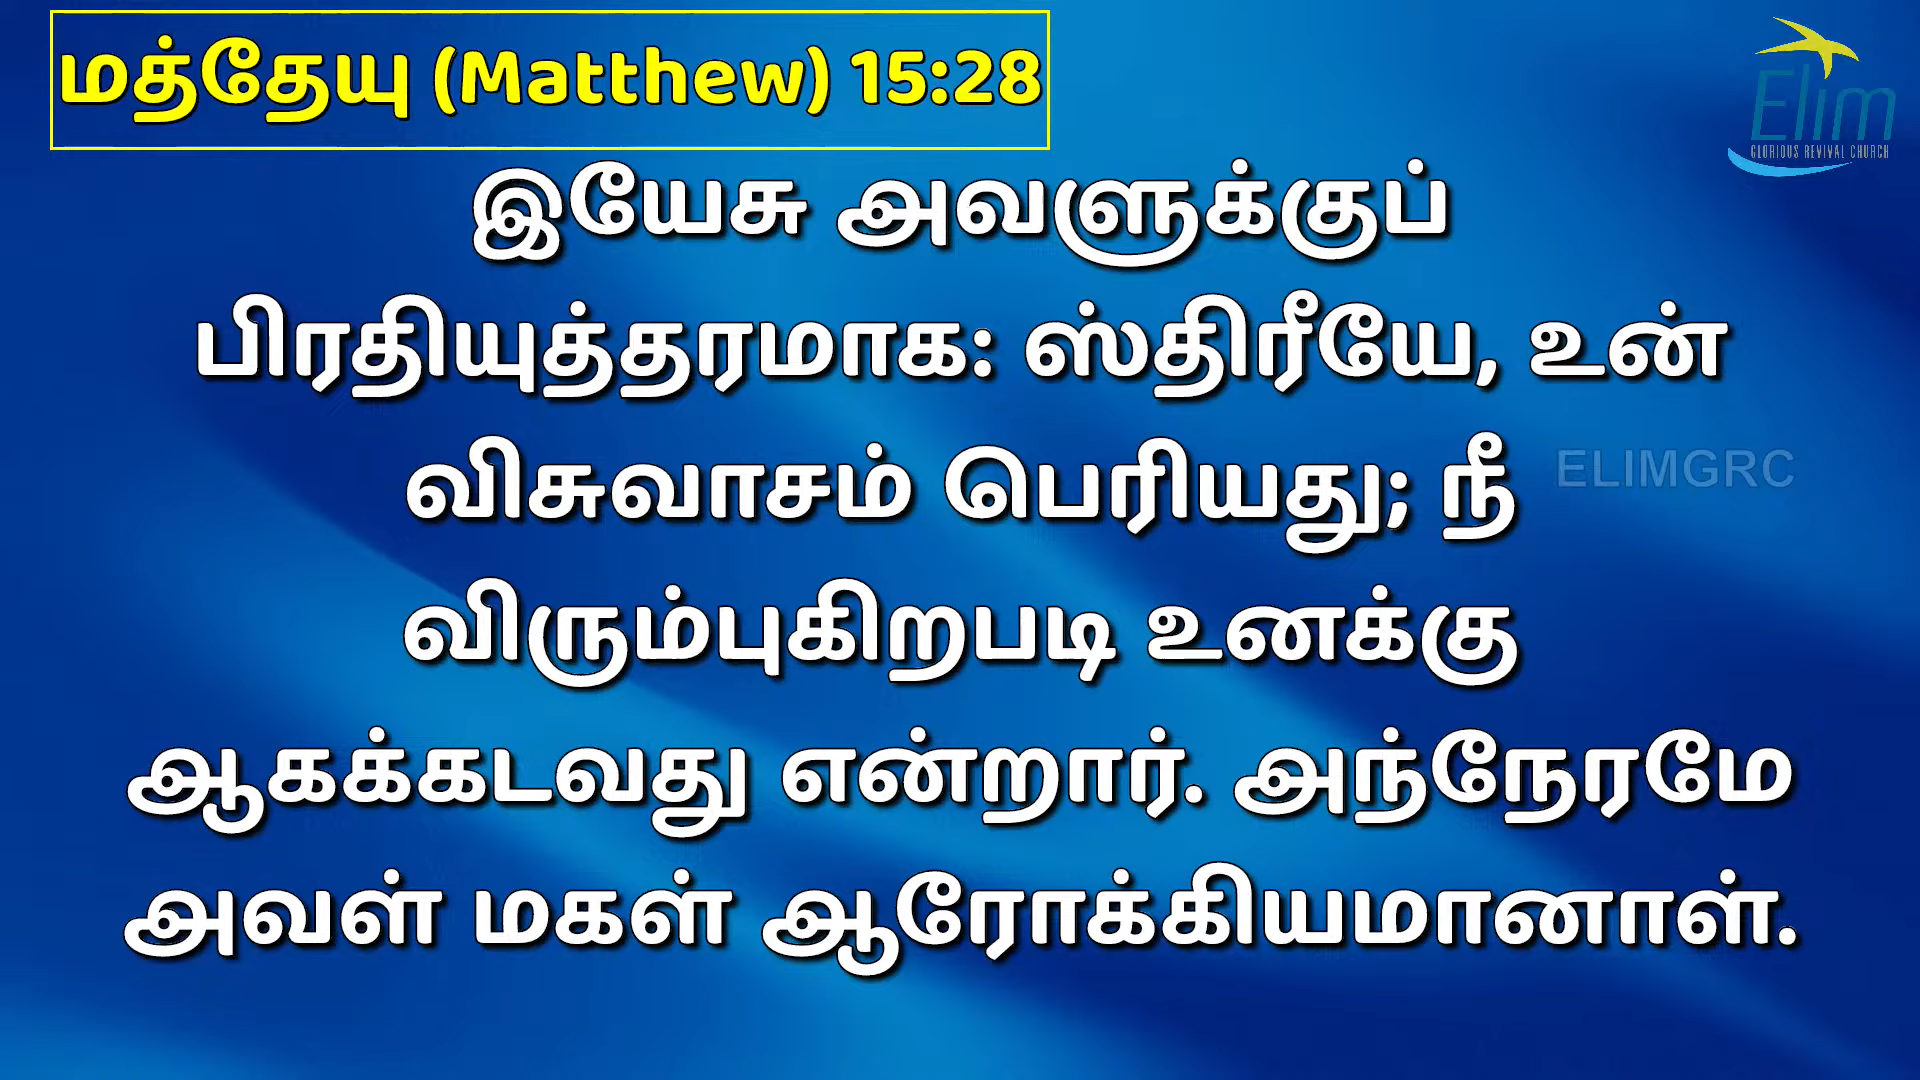 மத்தேயு (Matthew) 15:28
Elim
GLORIOUS REVIVAL CHURCH
இயேசு அவளுக்குப்
பிரதியுத்தரமாக: ஸ்திரீயே, உன்
விசுவாசம் பெரியது; நீ
ELIMGRC
விரும்புகிறபடி உனக்கு
ஆகக்கடவது என்றார். அந்நேரமே
அவள் மகள் ஆரோக்கியமானாள்.